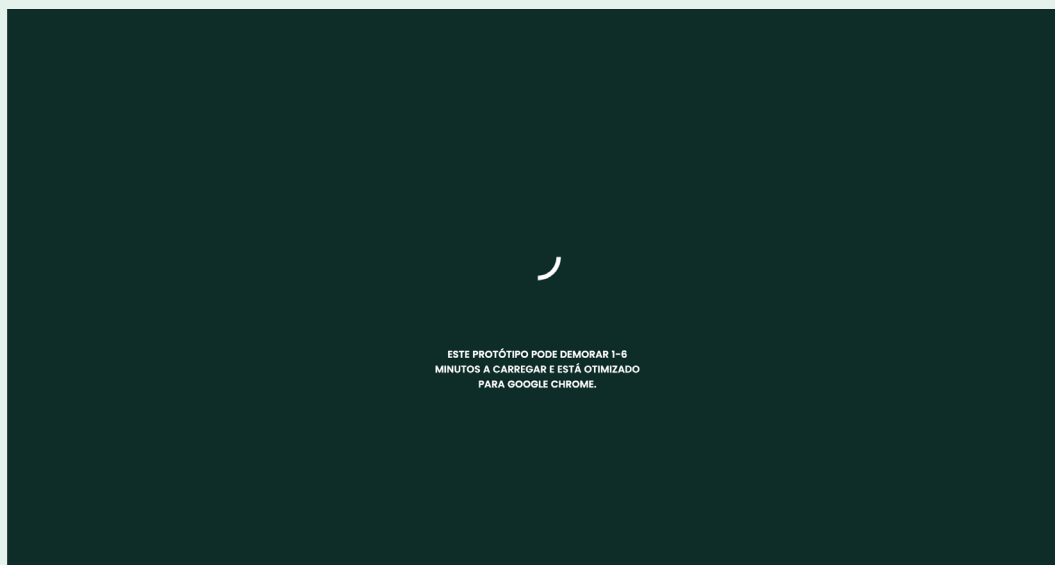 ESTE PROTÓTIPO PODE DEMORAR 1-6
MINUTOS A CARREGAR E ESTÁ OTIMIZADO
PARA GOOGLE CHROME.